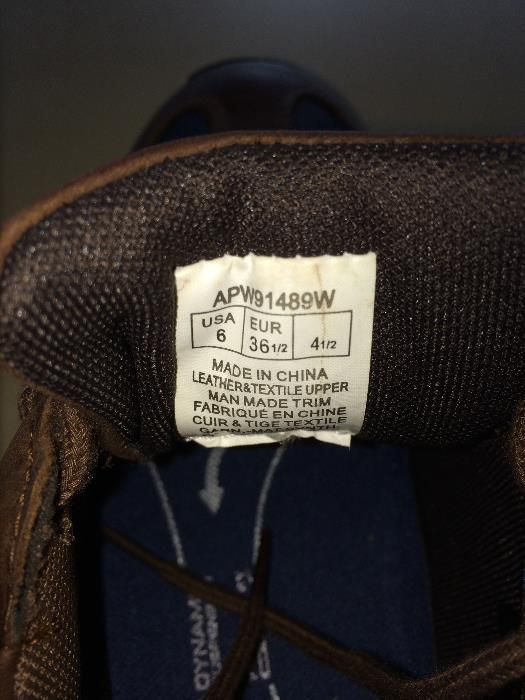 APW91489W
USA EUR
6 36 1/2 4 1/2
MADE IN CHINA
LEATHER&TEXTILE UPPER
MAN MADE TRIM
FABRIQUÉ EN CHINE
CUIR & TIGE TEXTILE
DYNAM